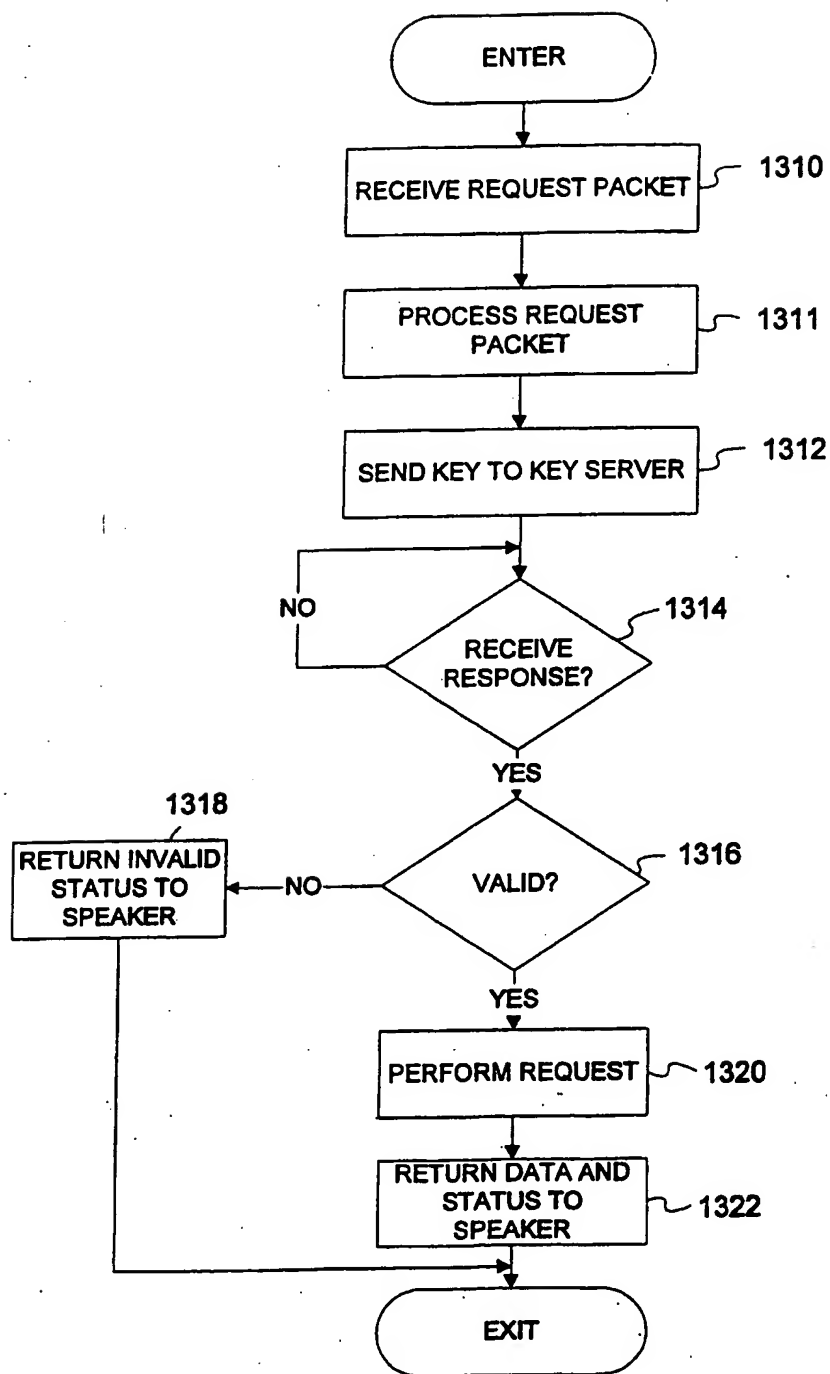 ENTER
1310
RECEIVE REQUEST PACKET
PROCESS REQUEST
PACKET
1311
1312
SEND KEY TO KEY SERVER
NO
1314
RECEIVE
RESPONSE?
YES
1318
RETURN INVALID
STATUS TO
SPEAKER
NO
VALID?
1316
YES
PERFORM REQUEST
1320
RETURN DATA AND
STATUS TO
SPEAKER
1322
EXIT